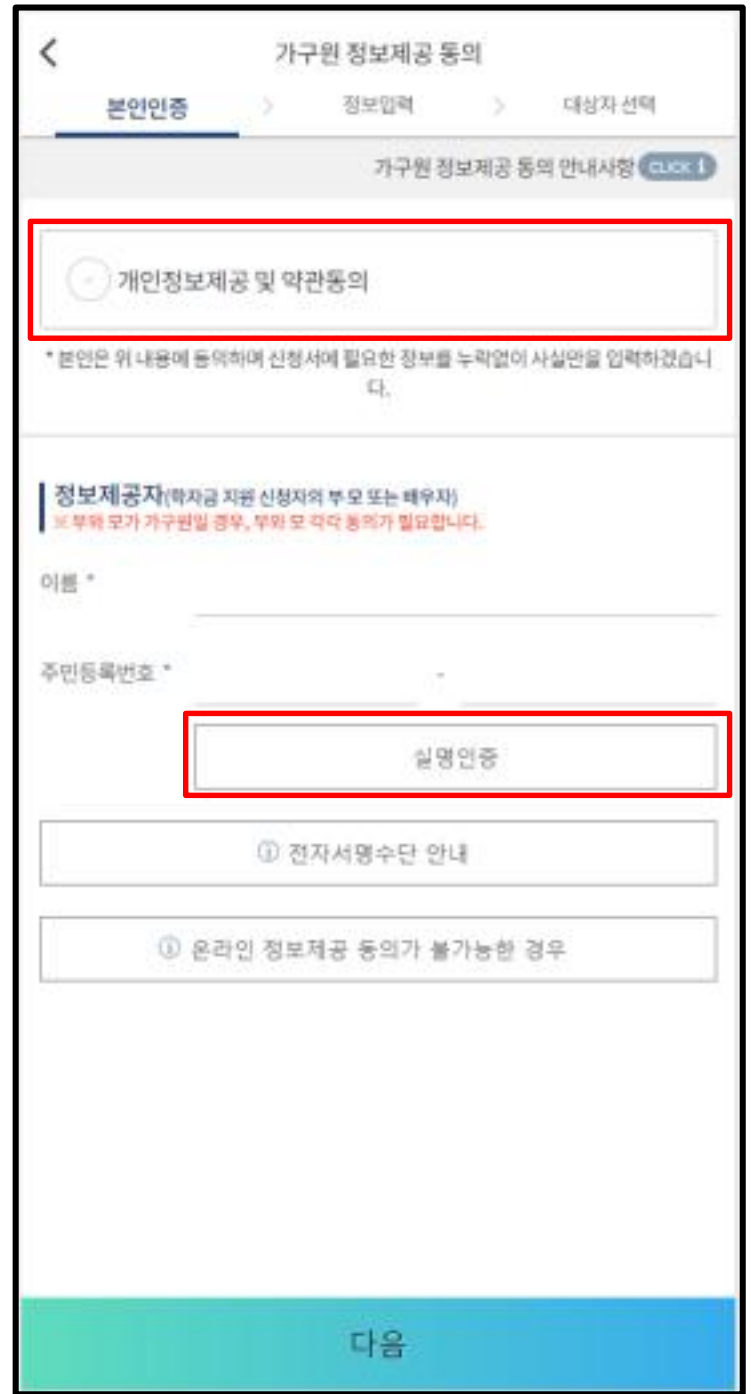 가구원 정보제공 동의
본인인증 > 정보입력 > 대상자 선택
가구원 정보제공 동의 안내사항 CLICK i
개인정보제공 및 약관동의
* 본인은 위 내용에 동의하며 신청서에 필요한 정보를 누락없이 사실만을 입력하겠습니
다.
정보제공자(학자금 지원 신청자의 부·모 또는 배우자)
※ 부와 모가 가구원일 경우, 부와 모 각각 동의가 필요합니다.
이름 *
주민등록번호 * -
실명인증
ⓘ 전자서명수단 안내
ⓘ 온라인 정보제공 동의가 불가능한 경우
다음